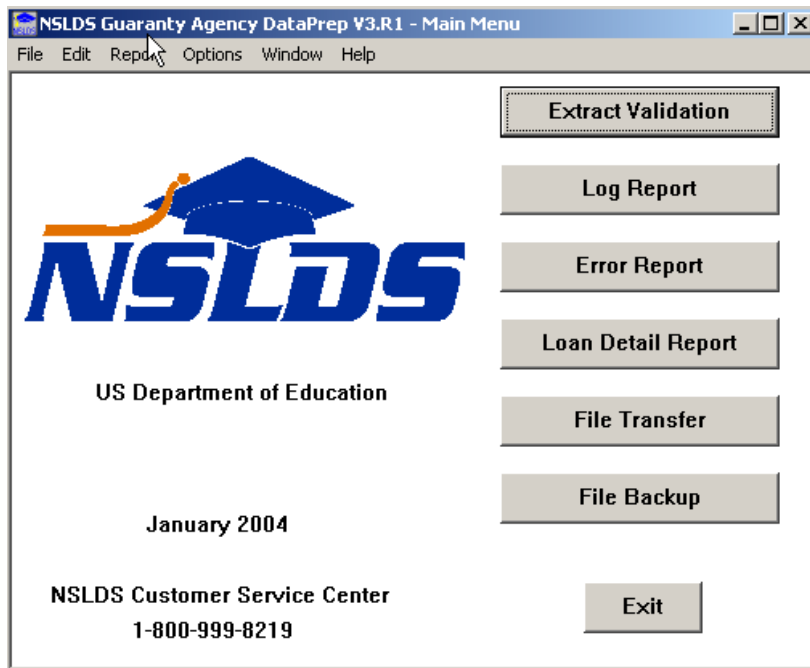 NSLDS Guaranty Agency DataPrep V3.R1 - Main Menu
File Edit Report Options Window Help
Extract Validation
Log Report
NSLDS
Error Report
Loan Detail Report
US Department of Education
File Transfer
File Backup
January 2004
NSLDS Customer Service Center
1-800-999-8219
Exit